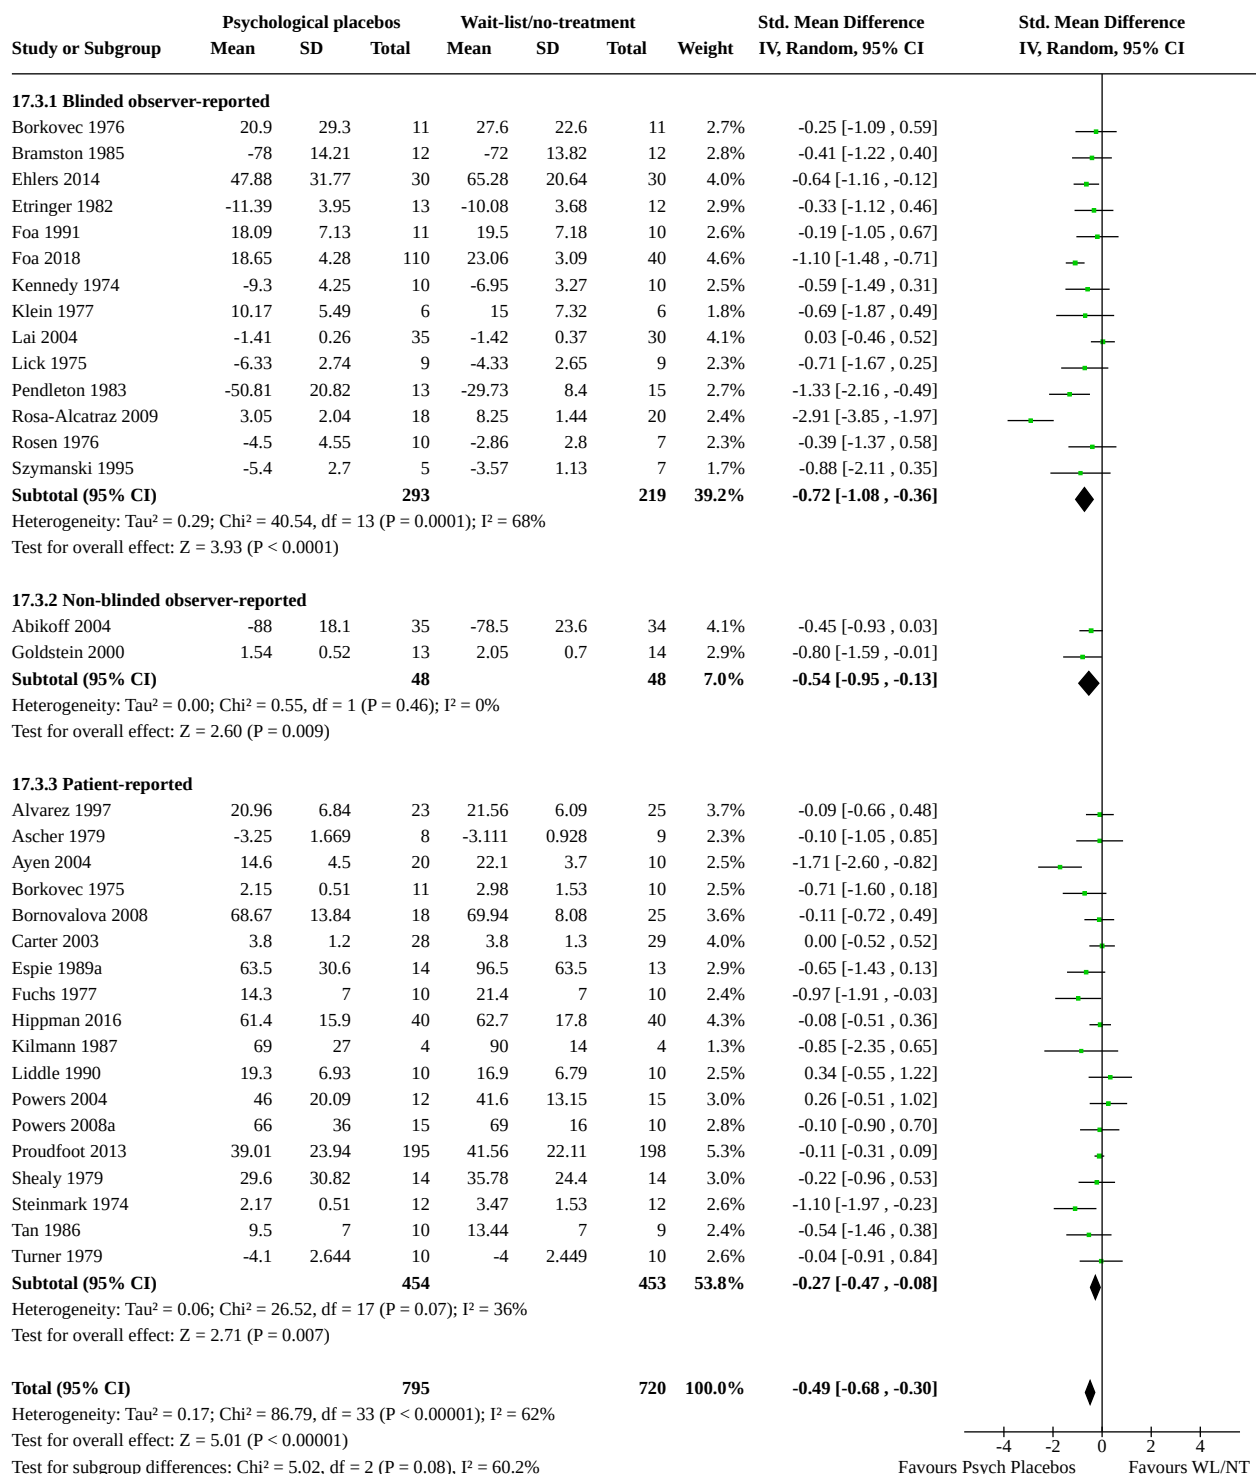 Psychological placebos Wait-list/no-treatment Std. Mean Difference Std. Mean Difference
Study or Subgroup Mean SD Total Mean SD Total Weight IV, Random, 95% CI IV, Random, 95% CI
17.3.1 Blinded observer-reported
Borkovec 1976 20.9 29.3 11 27.6 22.6 11 2.7% -0.25 [-1.09 , 0.59]
Bramston 1985 -78 14.21 12 -72 13.82 12 2.8% -0.41 [-1.22 , 0.40]
Ehlers 2014 47.88 31.77 30 65.28 20.64 30 4.0% -0.64 [-1.16 , -0.12]
Etringer 1982 -11.39 3.95 13 -10.08 3.68 12 2.9% -0.33 [-1.12 , 0.46]
Foa 1991 18.09 7.13 11 19.5 7.18 10 2.6% -0.19 [-1.05 , 0.67]
Foa 2018 18.65 4.28 110 23.06 3.09 40 4.6% -1.10 [-1.48 , -0.71]
Kennedy 1974 -9.3 4.25 10 -6.95 3.27 10 2.5% -0.59 [-1.49 , 0.31]
Klein 1977 10.17 5.49 6 15 7.32 6 1.8% -0.69 [-1.87 , 0.49]
Lai 2004 -1.41 0.26 35 -1.42 0.37 30 4.1% 0.03 [-0.46 , 0.52]
Lick 1975 -6.33 2.74 9 -4.33 2.65 9 2.3% -0.71 [-1.67 , 0.25]
Pendleton 1983 -50.81 20.82 13 -29.73 8.4 15 2.7% -1.33 [-2.16 , -0.49]
Rosa-Alcatraz 2009 3.05 2.04 18 8.25 1.44 20 2.4% -2.91 [-3.85 , -1.97]
Rosen 1976 -4.5 4.55 10 -2.86 2.8 7 2.3% -0.39 [-1.37 , 0.58]
Szymanski 1995 -5.4 2.7 5 -3.57 1.13 7 1.7% -0.88 [-2.11 , 0.35]
Subtotal (95% CI) 293 219 39.2% -0.72 [-1.08 , -0.36]
Heterogeneity: Tau² = 0.29; Chi² = 40.54, df = 13 (P = 0.0001); I² = 68%
Test for overall effect: Z = 3.93 (P < 0.0001)
17.3.2 Non-blinded observer-reported
Abikoff 2004 -88 18.1 35 -78.5 23.6 34 4.1% -0.45 [-0.93 , 0.03]
Goldstein 2000 1.54 0.52 13 2.05 0.7 14 2.9% -0.80 [-1.59 , -0.01]
Subtotal (95% CI) 48 48 7.0% -0.54 [-0.95 , -0.13]
Heterogeneity: Tau² = 0.00; Chi² = 0.55, df = 1 (P = 0.46); I² = 0%
Test for overall effect: Z = 2.60 (P = 0.009)
17.3.3 Patient-reported
Alvarez 1997 20.96 6.84 23 21.56 6.09 25 3.7% -0.09 [-0.66 , 0.48]
Ascher 1979 -3.25 1.669 8 -3.111 0.928 9 2.3% -0.10 [-1.05 , 0.85]
Ayen 2004 14.6 4.5 20 22.1 3.7 10 2.5% -1.71 [-2.60 , -0.82]
Borkovec 1975 2.15 0.51 11 2.98 1.53 10 2.5% -0.71 [-1.60 , 0.18]
Bornovalova 2008 68.67 13.84 18 69.94 8.08 25 3.6% -0.11 [-0.72 , 0.49]
Carter 2003 3.8 1.2 28 3.8 1.3 29 4.0% 0.00 [-0.52 , 0.52]
Espie 1989a 63.5 30.6 14 96.5 63.5 13 2.9% -0.65 [-1.43 , 0.13]
Fuchs 1977 14.3 7 10 21.4 7 10 2.4% -0.97 [-1.91 , -0.03]
Hippman 2016 61.4 15.9 40 62.7 17.8 40 4.3% -0.08 [-0.51 , 0.36]
Kilmann 1987 69 27 4 90 14 4 1.3% -0.85 [-2.35 , 0.65]
Liddle 1990 19.3 6.93 10 16.9 6.79 10 2.5% 0.34 [-0.55 , 1.22]
Powers 2004 46 20.09 12 41.6 13.15 15 3.0% 0.26 [-0.51 , 1.02]
Powers 2008a 66 36 15 69 16 10 2.8% -0.10 [-0.90 , 0.70]
Proudfoot 2013 39.01 23.94 195 41.56 22.11 198 5.3% -0.11 [-0.31 , 0.09]
Shealy 1979 29.6 30.82 14 35.78 24.4 14 3.0% -0.22 [-0.96 , 0.53]
Steinmark 1974 2.17 0.51 12 3.47 1.53 12 2.6% -1.10 [-1.97 , -0.23]
Tan 1986 9.5 7 10 13.44 7 9 2.4% -0.54 [-1.46 , 0.38]
Turner 1979 -4.1 2.644 10 -4 2.449 10 2.6% -0.04 [-0.91 , 0.84]
Subtotal (95% CI) 454 453 53.8% -0.27 [-0.47 , -0.08]
Heterogeneity: Tau² = 0.06; Chi² = 26.52, df = 17 (P = 0.07); I² = 36%
Test for overall effect: Z = 2.71 (P = 0.007)
Total (95% CI) 795 720 100.0% -0.49 [-0.68 , -0.30]
Heterogeneity: Tau² = 0.17; Chi² = 86.79, df = 33 (P < 0.00001); I² = 62%
Test for overall effect: Z = 5.01 (P < 0.00001)
-4 -2 0 2 4
Test for subgroup differences: Chi² = 5.02, df = 2 (P = 0.08), I² = 60.2% Favours Psych Placebos Favours WL/NT